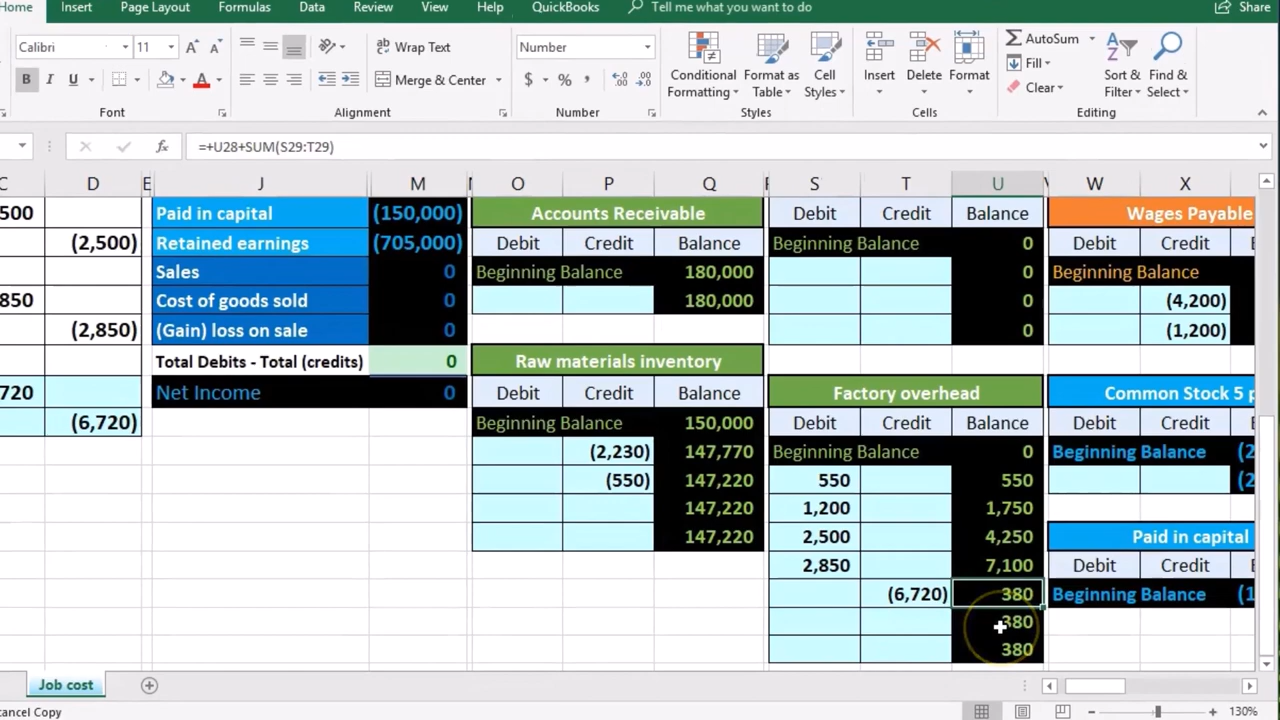 Home Insert Page Layout Formulas Data Review View Help QuickBooks Tell me what you want to do Share
Calibri 11 A A Wrap Text Number AutoSum
B I U A Merge & Center $ % , Conditional Formatting Format as Table Cell Styles Insert Delete Format Fill Clear Sort & Filter Find & Select
Font Alignment Number Styles Cells Editing
fx =+U28+SUM(S29:T29)
C D E J M O P Q S T U W X
500 Paid in capital (150,000) Accounts Receivable Debit Credit Balance Wages Payable
(2,500) Retained earnings (705,000) Debit Credit Balance Beginning Balance 0 Debit Credit
Sales 0 Beginning Balance 180,000 0 Beginning Balance
850 Cost of goods sold 0 180,000 0 (4,200)
(2,850) (Gain) loss on sale 0 0 (1,200)
Total Debits - Total (credits) 0 Raw materials inventory
720 Net Income 0 Debit Credit Balance Factory overhead Common Stock 5 p
(6,720) Beginning Balance 150,000 Debit Credit Balance Debit Credit
(2,230) 147,770 Beginning Balance 0 Beginning Balance (2
(550) 147,220 550 550 (2
147,220 1,200 1,750
147,220 2,500 4,250 Paid in capital
2,850 7,100 Debit Credit
(6,720) 380 Beginning Balance (1
380
380
Job cost
ancel Copy 130%